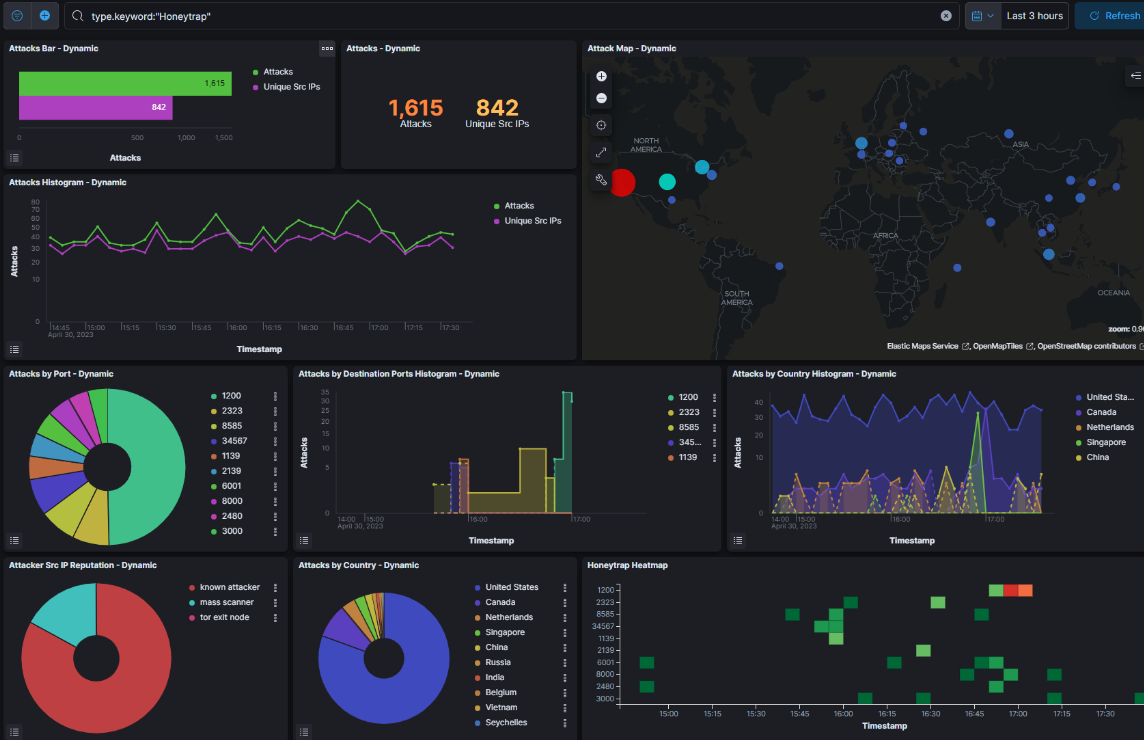 type.keyword:"Honeytrap"
Last 3 hours
Refresh
Attacks Bar - Dynamic
1,615
842
Attacks
Unique Src IPs
0
500
1,000
1,500
Attacks
Attacks - Dynamic
1,615
Attacks
842
Unique Src IPs
Attack Map - Dynamic
NORTH
AMERICA
ASIA
AFRICA
SOUTH
AMERICA
OCEANIA
zoom: 0.9
Elastic Maps Service , OpenMapTiles , OpenStreetMap contributors
Attacks Histogram - Dynamic
80
70
60
50
40
30
20
10
0
Attacks
14:45
15:00
15:15
15:30
15:45
16:00
16:15
16:30
16:45
17:00
17:15
17:30
April 30, 2023
Timestamp
Attacks
Unique Src IPs
Attacks by Port - Dynamic
1200
2323
8585
34567
1139
2139
6001
8000
2480
3000
Attacks by Destination Ports Histogram - Dynamic
35
30
25
20
15
10
5
0
Attacks
14:00
15:00
16:00
17:00
April 30, 2023
Timestamp
1200
2323
8585
345...
1139
Attacks by Country Histogram - Dynamic
40
30
20
10
0
Attacks
14:00
15:00
16:00
17:00
April 30, 2023
Timestamp
United Sta...
Canada
Netherlands
Singapore
China
Attacker Src IP Reputation - Dynamic
known attacker
mass scanner
tor exit node
Attacks by Country - Dynamic
United States
Canada
Netherlands
Singapore
China
Russia
India
Belgium
Vietnam
Seychelles
Honeytrap Heatmap
1200
2323
8585
34567
1139
2139
6001
8000
2480
3000
15:00
15:15
15:30
15:45
16:00
16:15
16:30
16:45
17:00
17:15
17:30
Timestamp